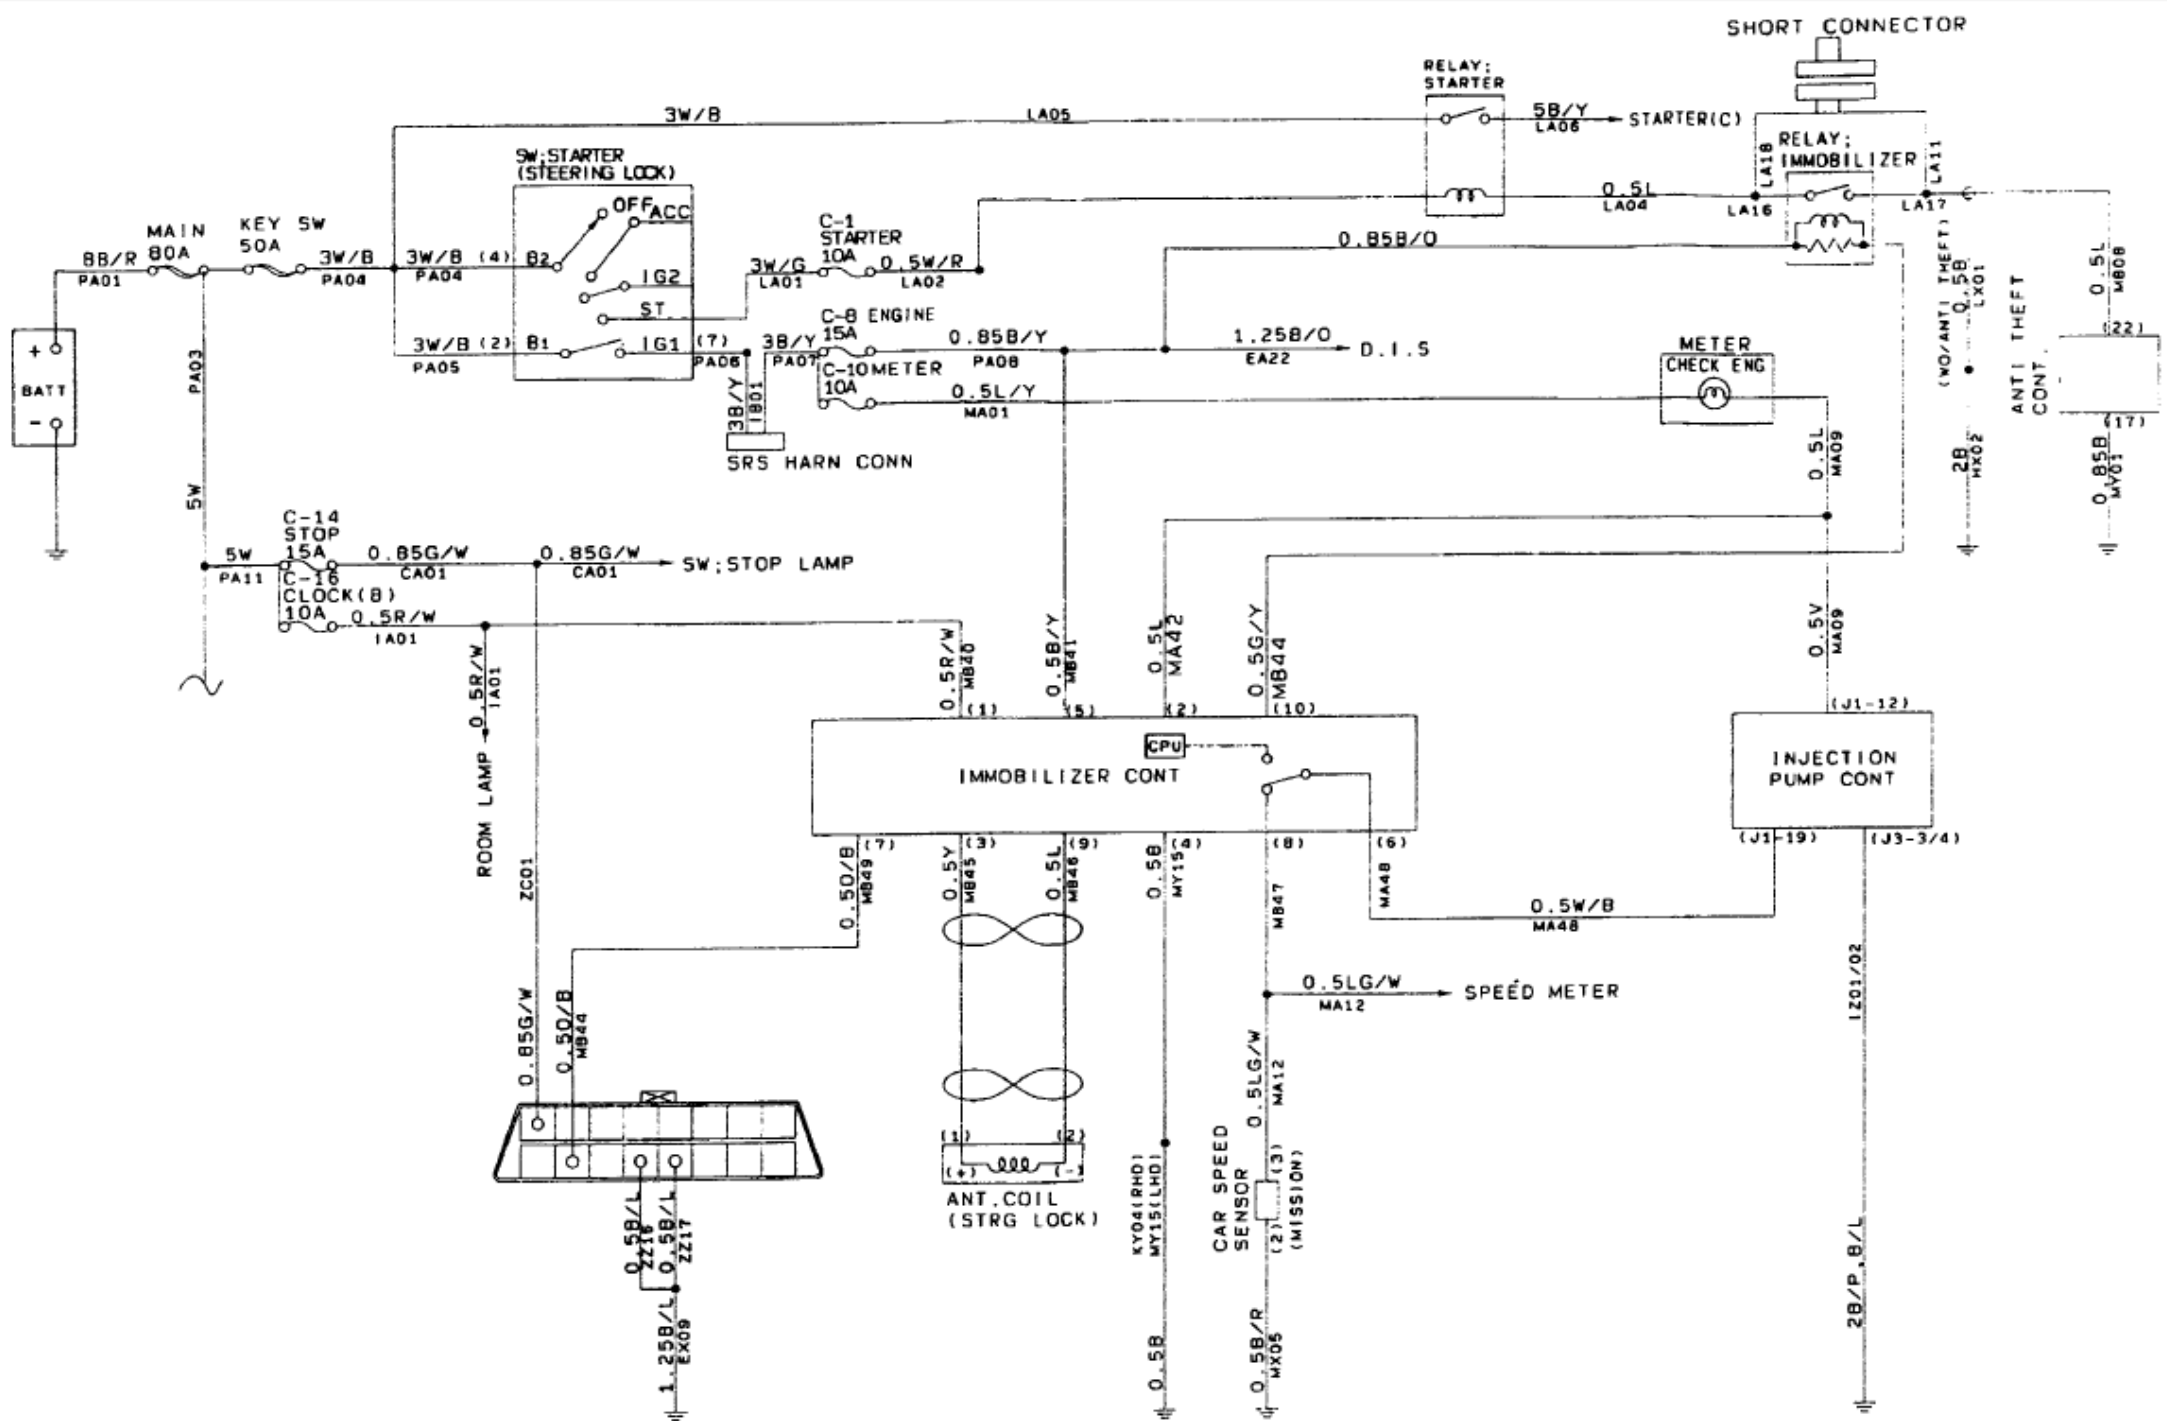 SHORT CONNECTOR
RELAY;
STARTER
3W/B
LA05
5B/Y
LA06
STARTER(C)
RELAY;
IMMOBILIZER
LA18
LA11
SW;STARTER
(STEERING LOCK)
OFF
ACC
B2
IG2
ST
B1
IG1
MAIN
80A
KEY SW
50A
8B/R
PA01
3W/B
PA04
3W/B (4)
PA04
3W/B (2)
PA05
(7)
PA06
3W/G
LA01
C-1
STARTER
10A
0.5W/R
LA02
0.5L
LA04
LA16
LA17
0.85B/O
3B/Y
PA07
C-8 ENGINE
15A
0.85B/Y
PA08
1.25B/O
EA22
D.I.S
C-10METER
10A
0.5L/Y
MA01
METER
CHECK ENG
3B/Y
IB01
SRS HARN CONN
+
BATT
-
PA03
5W
(WO/ANTI THEFT)
0.5B
LX01
2B
HX02
ANTI THEFT
CONT.
0.5L
MB08
(22)
(17)
0.85B
MY01
0.5L
MA09
0.5V
MA09
5W
PA11
C-14
STOP
15A
0.85G/W
CA01
0.85G/W
CA01
SW;STOP LAMP
C-16
CLOCK(B)
10A
0.5R/W
IA01
0.5R/W
IA01
ROOM LAMP
0.5R/W
MB40
0.5B/Y
MB41
0.5L
MA42
0.5G/Y
MB44
(1)
(5)
(2)
(10)
CPU
IMMOBILIZER CONT
(7)
(3)
(9)
(4)
(8)
(6)
(J1-12)
INJECTION
PUMP CONT
(J1-19)
(J3-3/4)
0.5O/B
MB49
0.5Y
MB45
0.5L
MB46
0.5B
MY15
MB47
MA48
0.5W/B
MA48
ZC01
0.85G/W
0.5O/B
MB44
0.5LG/W
MA12
SPEED METER
0.5LG/W
MA12
IZ01/02
2B/P,B/L
(1)
(2)
(+)
(-)
ANT.COIL
(STRG LOCK)
KY04(RHD)
MY15(LHD)
0.5B
CAR SPEED
SENSOR
(MISSION)
(3)
(2)
0.5B/R
MX05
0.5B/L
ZZ16
0.5B/L
ZZ17
1.25B/L
EX09